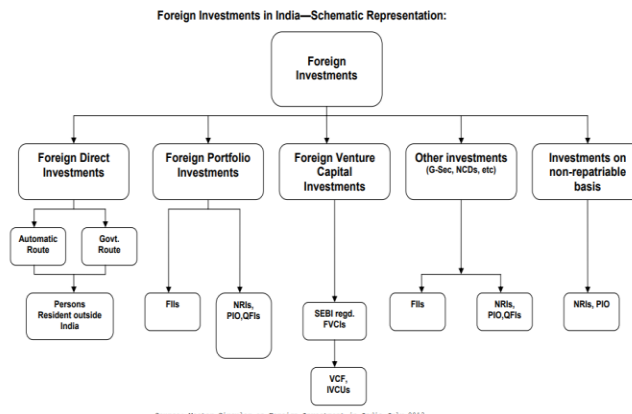 Foreign Investments in India—Schematic Representation:
Foreign
Investments
Foreign Direct
Investments
Foreign Portfolio
Investments
Foreign Venture
Capital
Investments
Other investments
(G-Sec, NCDs, etc)
Investments on
non-repatriable
basis
Automatic
Route
Govt.
Route
Persons
Resident outside
India
FIIs
NRIs,
PIO,QFIs
SEBI regd.
FVCIs
VCF,
IVCUs
FIIs
NRIs,
PIO,QFIs
NRIs, PIO